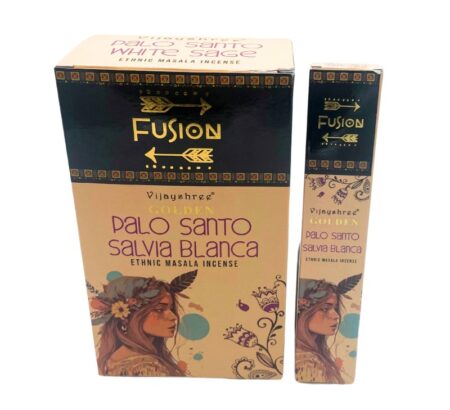 PALO SANTO
WHITE SAGE
ETHNIC MASALA INCENSE
FUSION
Vijayshree®
GOLDEN
PALO SANTO
SALVIA BLANCA
ETHNIC MASALA INCENSE
FUSION
Vijayshree®
GOLDEN
PALO SANTO
SALVIA BLANCA
ETHNIC MASALA INCENSE